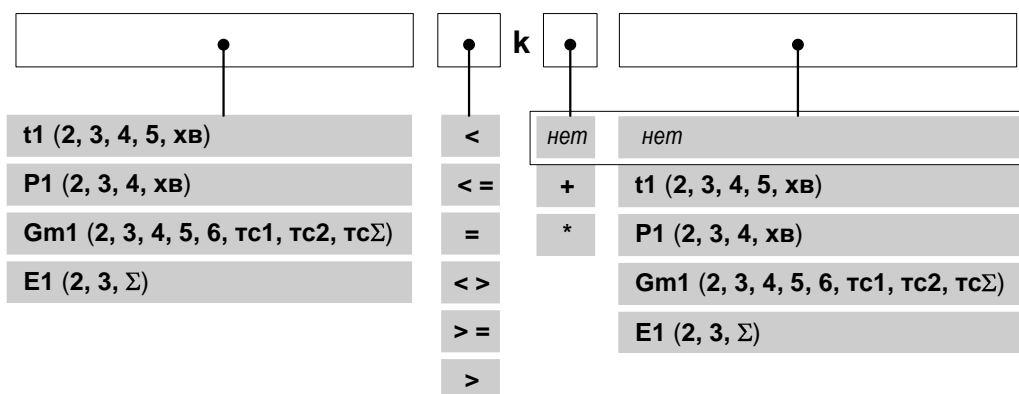 k
t1 (2, 3, 4, 5, хв) < нет нет
P1 (2, 3, 4, хв) < = + t1 (2, 3, 4, 5, хв)
Gm1 (2, 3, 4, 5, 6, тс1, тс2, тсΣ) = * P1 (2, 3, 4, хв)
E1 (2, 3, Σ) < > Gm1 (2, 3, 4, 5, 6, тс1, тс2, тсΣ)
> = E1 (2, 3, Σ)
>